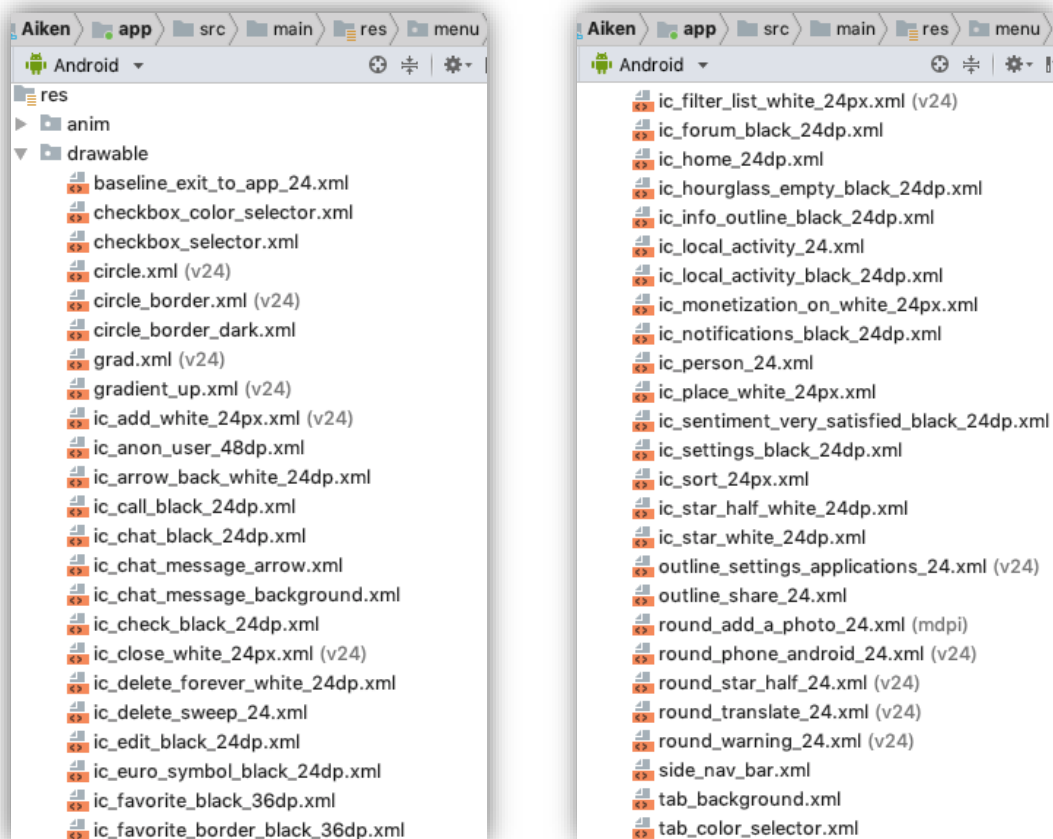 Aiken app src main res menu
Android
res
anim
drawable
baseline_exit_to_app_24.xml
checkbox_color_selector.xml
checkbox_selector.xml
circle.xml (v24)
circle_border.xml (v24)
circle_border_dark.xml
grad.xml (v24)
gradient_up.xml (v24)
ic_add_white_24px.xml (v24)
ic_anon_user_48dp.xml
ic_arrow_back_white_24dp.xml
ic_call_black_24dp.xml
ic_chat_black_24dp.xml
ic_chat_message_arrow.xml
ic_chat_message_background.xml
ic_check_black_24dp.xml
ic_close_white_24px.xml (v24)
ic_delete_forever_white_24dp.xml
ic_delete_sweep_24.xml
ic_edit_black_24dp.xml
ic_euro_symbol_black_24dp.xml
ic_favorite_black_36dp.xml
ic_favorite_border_black_36dp.xml
Aiken app src main res menu
Android
ic_filter_list_white_24px.xml (v24)
ic_forum_black_24dp.xml
ic_home_24dp.xml
ic_hourglass_empty_black_24dp.xml
ic_info_outline_black_24dp.xml
ic_local_activity_24.xml
ic_local_activity_black_24dp.xml
ic_monetization_on_white_24px.xml
ic_notifications_black_24dp.xml
ic_person_24.xml
ic_place_white_24px.xml
ic_sentiment_very_satisfied_black_24dp.xml
ic_settings_black_24dp.xml
ic_sort_24px.xml
ic_star_half_white_24dp.xml
ic_star_white_24dp.xml
outline_settings_applications_24.xml (v24)
outline_share_24.xml
round_add_a_photo_24.xml (mdpi)
round_phone_android_24.xml (v24)
round_star_half_24.xml (v24)
round_translate_24.xml (v24)
round_warning_24.xml (v24)
side_nav_bar.xml
tab_background.xml
tab_color_selector.xml